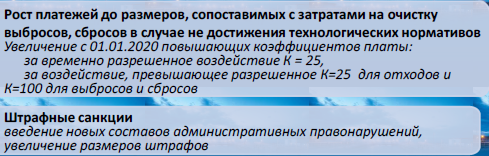 Рост платежей до размеров, сопоставимых с затратами на очистку
выбросов, сбросов в случае не достижения технологических нормативов
Увеличение с 01.01.2020 повышающих коэффициентов платы:
за временно разрешенное воздействие К = 25,
за воздействие, превышающее разрешенное К=25 для отходов и
К=100 для выбросов и сбросов
Штрафные санкции
введение новых составов административных правонарушений,
увеличение размеров штрафов